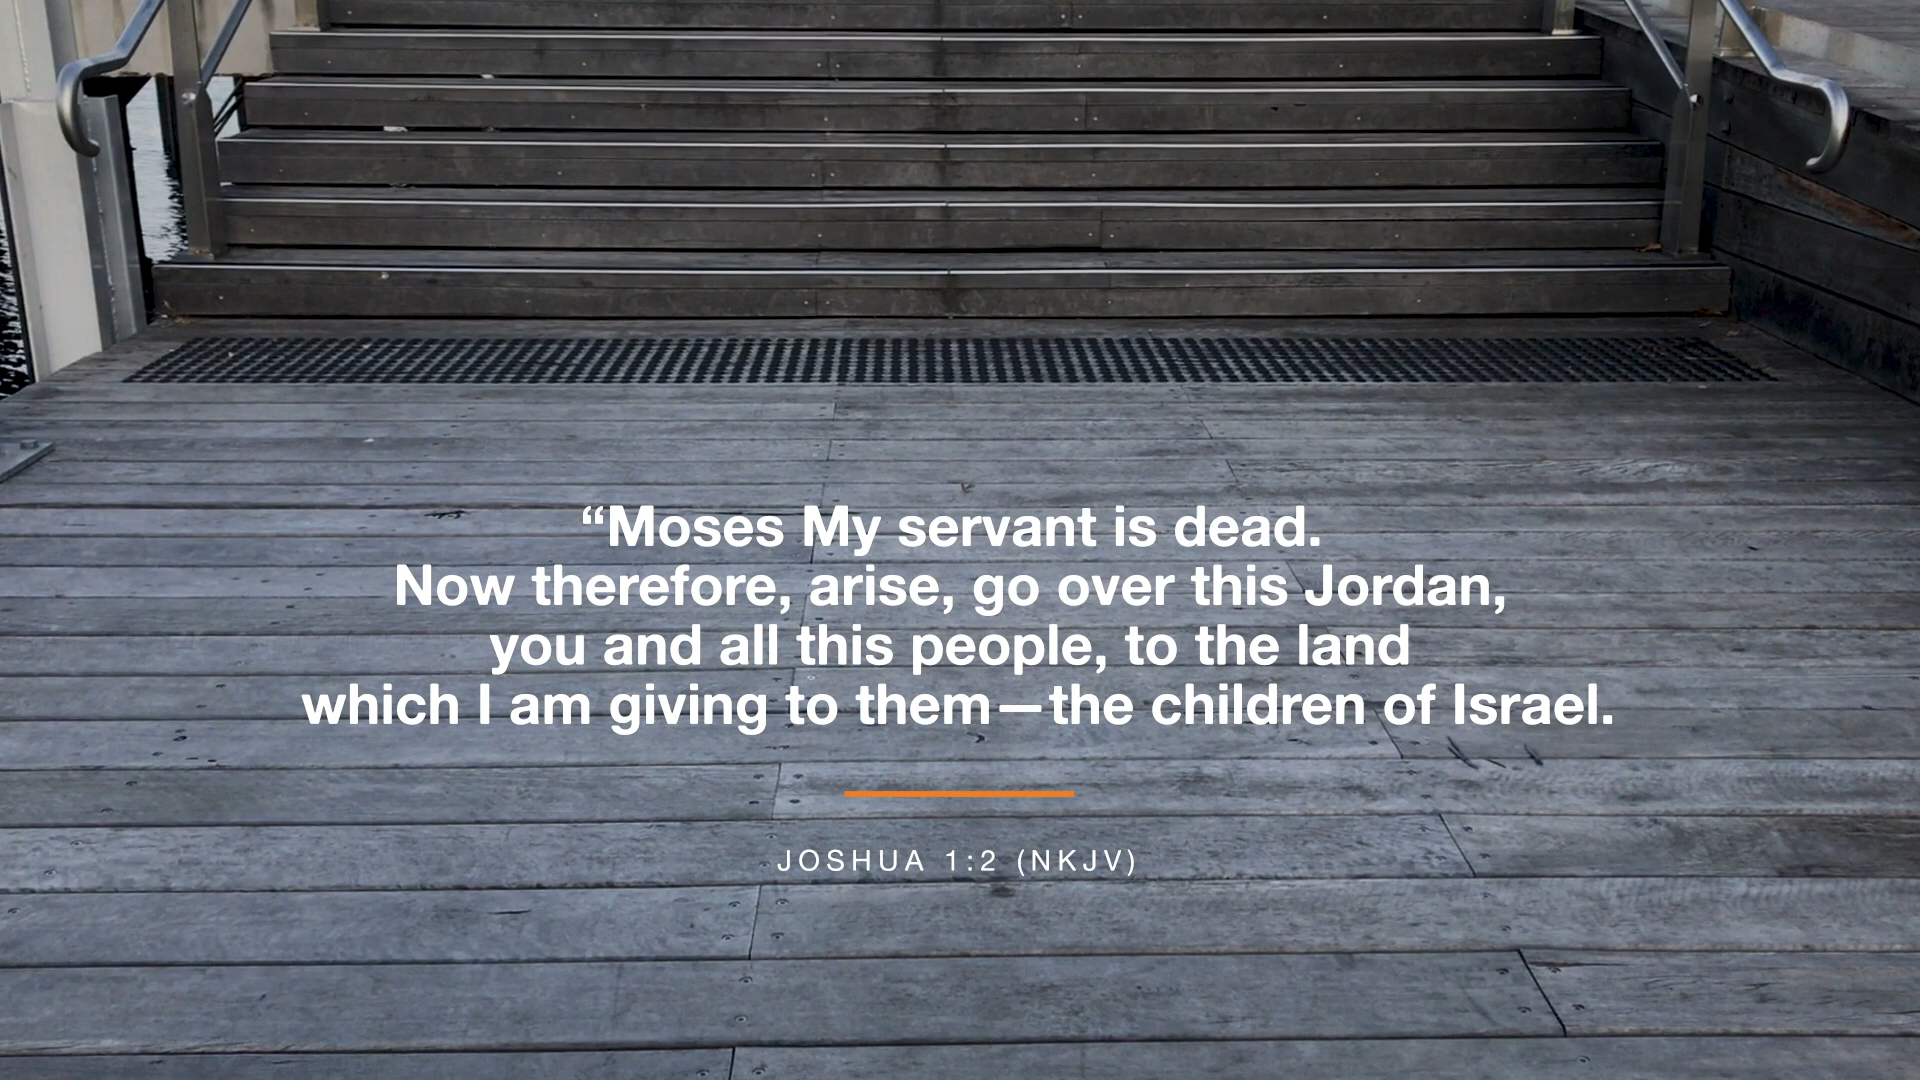 “Moses My servant is dead.
Now therefore, arise, go over this Jordan,
you and all this people, to the land
which I am giving to them—the children of Israel.
JOSHUA 1:2 (NKJV)